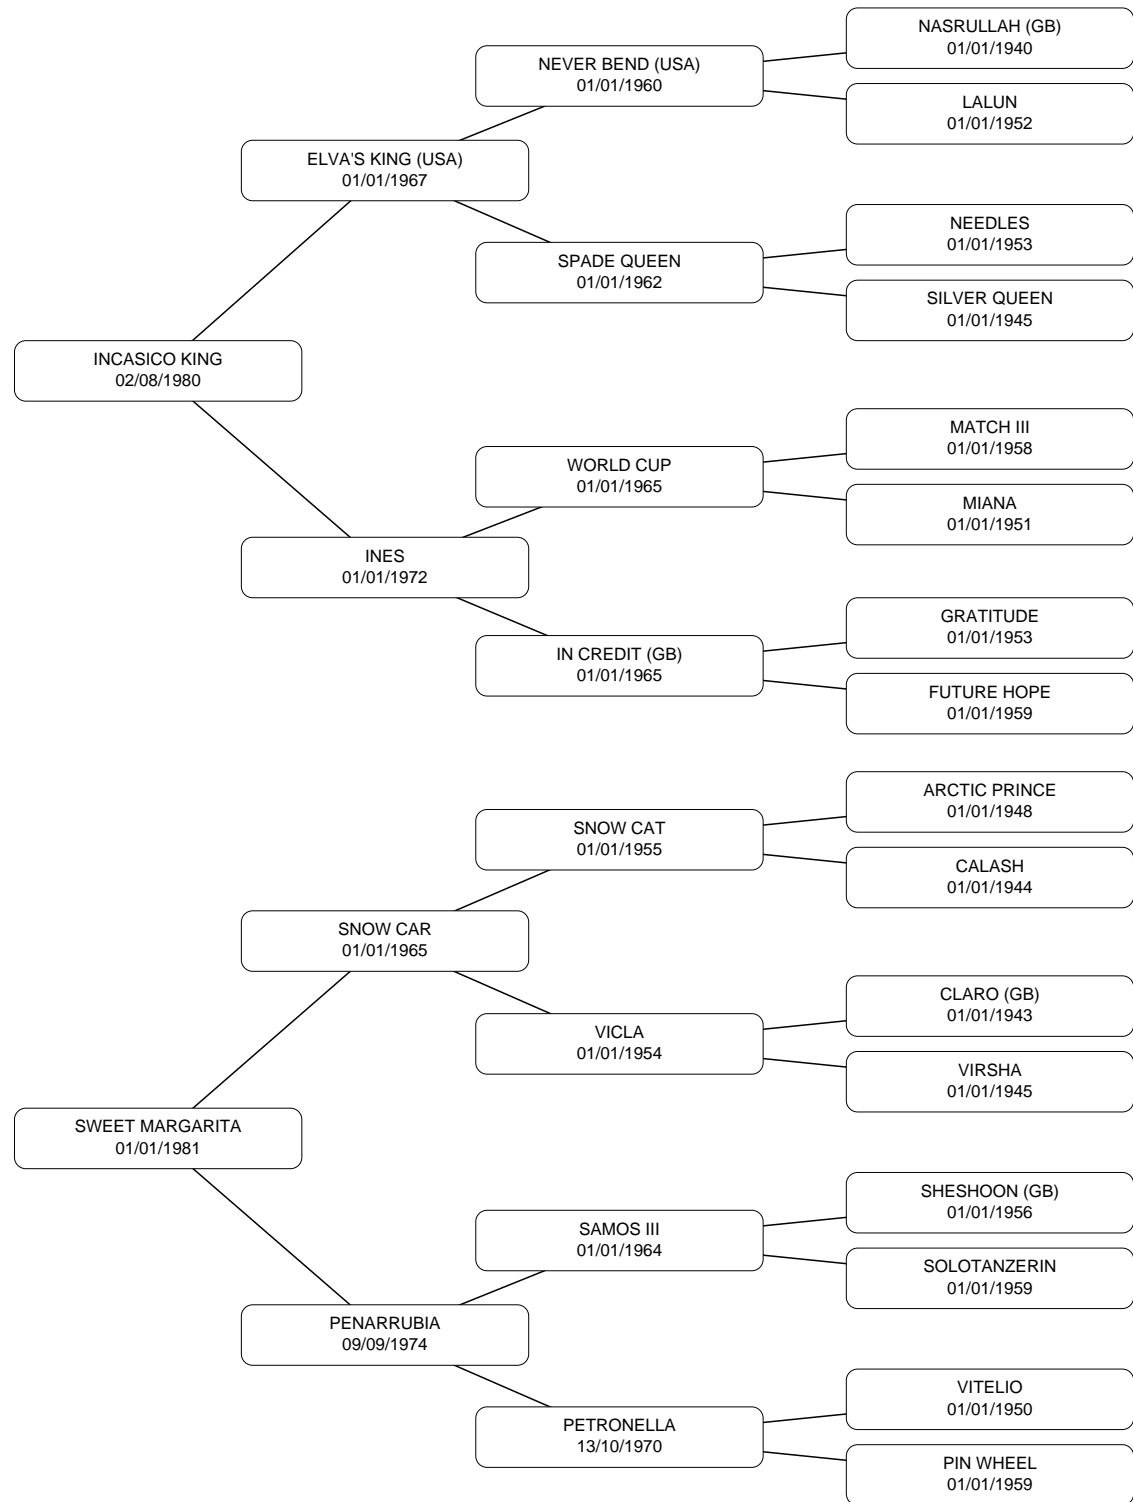 NASRULLAH (GB)
01/01/1940
NEVER BEND (USA)
01/01/1960
LALUN
01/01/1952
ELVA'S KING (USA)
01/01/1967
NEEDLES
01/01/1953
SPADE QUEEN
01/01/1962
SILVER QUEEN
01/01/1945
INCASICO KING
02/08/1980
MATCH III
01/01/1958
WORLD CUP
01/01/1965
MIANA
01/01/1951
INES
01/01/1972
GRATITUDE
01/01/1953
IN CREDIT (GB)
01/01/1965
FUTURE HOPE
01/01/1959
ARCTIC PRINCE
01/01/1948
SNOW CAT
01/01/1955
CALASH
01/01/1944
SNOW CAR
01/01/1965
CLARO (GB)
01/01/1943
VICLA
01/01/1954
VIRSHA
01/01/1945
SWEET MARGARITA
01/01/1981
SHESHOON (GB)
01/01/1956
SAMOS III
01/01/1964
SOLOTANZERIN
01/01/1959
PENARRUBIA
09/09/1974
VITELIO
01/01/1950
PETRONELLA
13/10/1970
PIN WHEEL
01/01/1959